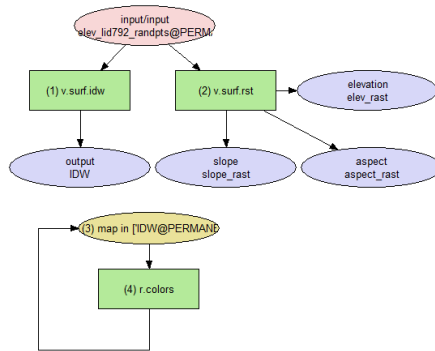 input/input
elev_lid792_randpts@PERM
(1) v.surf.idw
(2) v.surf.rst
elevation
elev_rast
output
IDW
slope
slope_rast
aspect
aspect_rast
(3) map in ['IDW@PERMANE
(4) r.colors